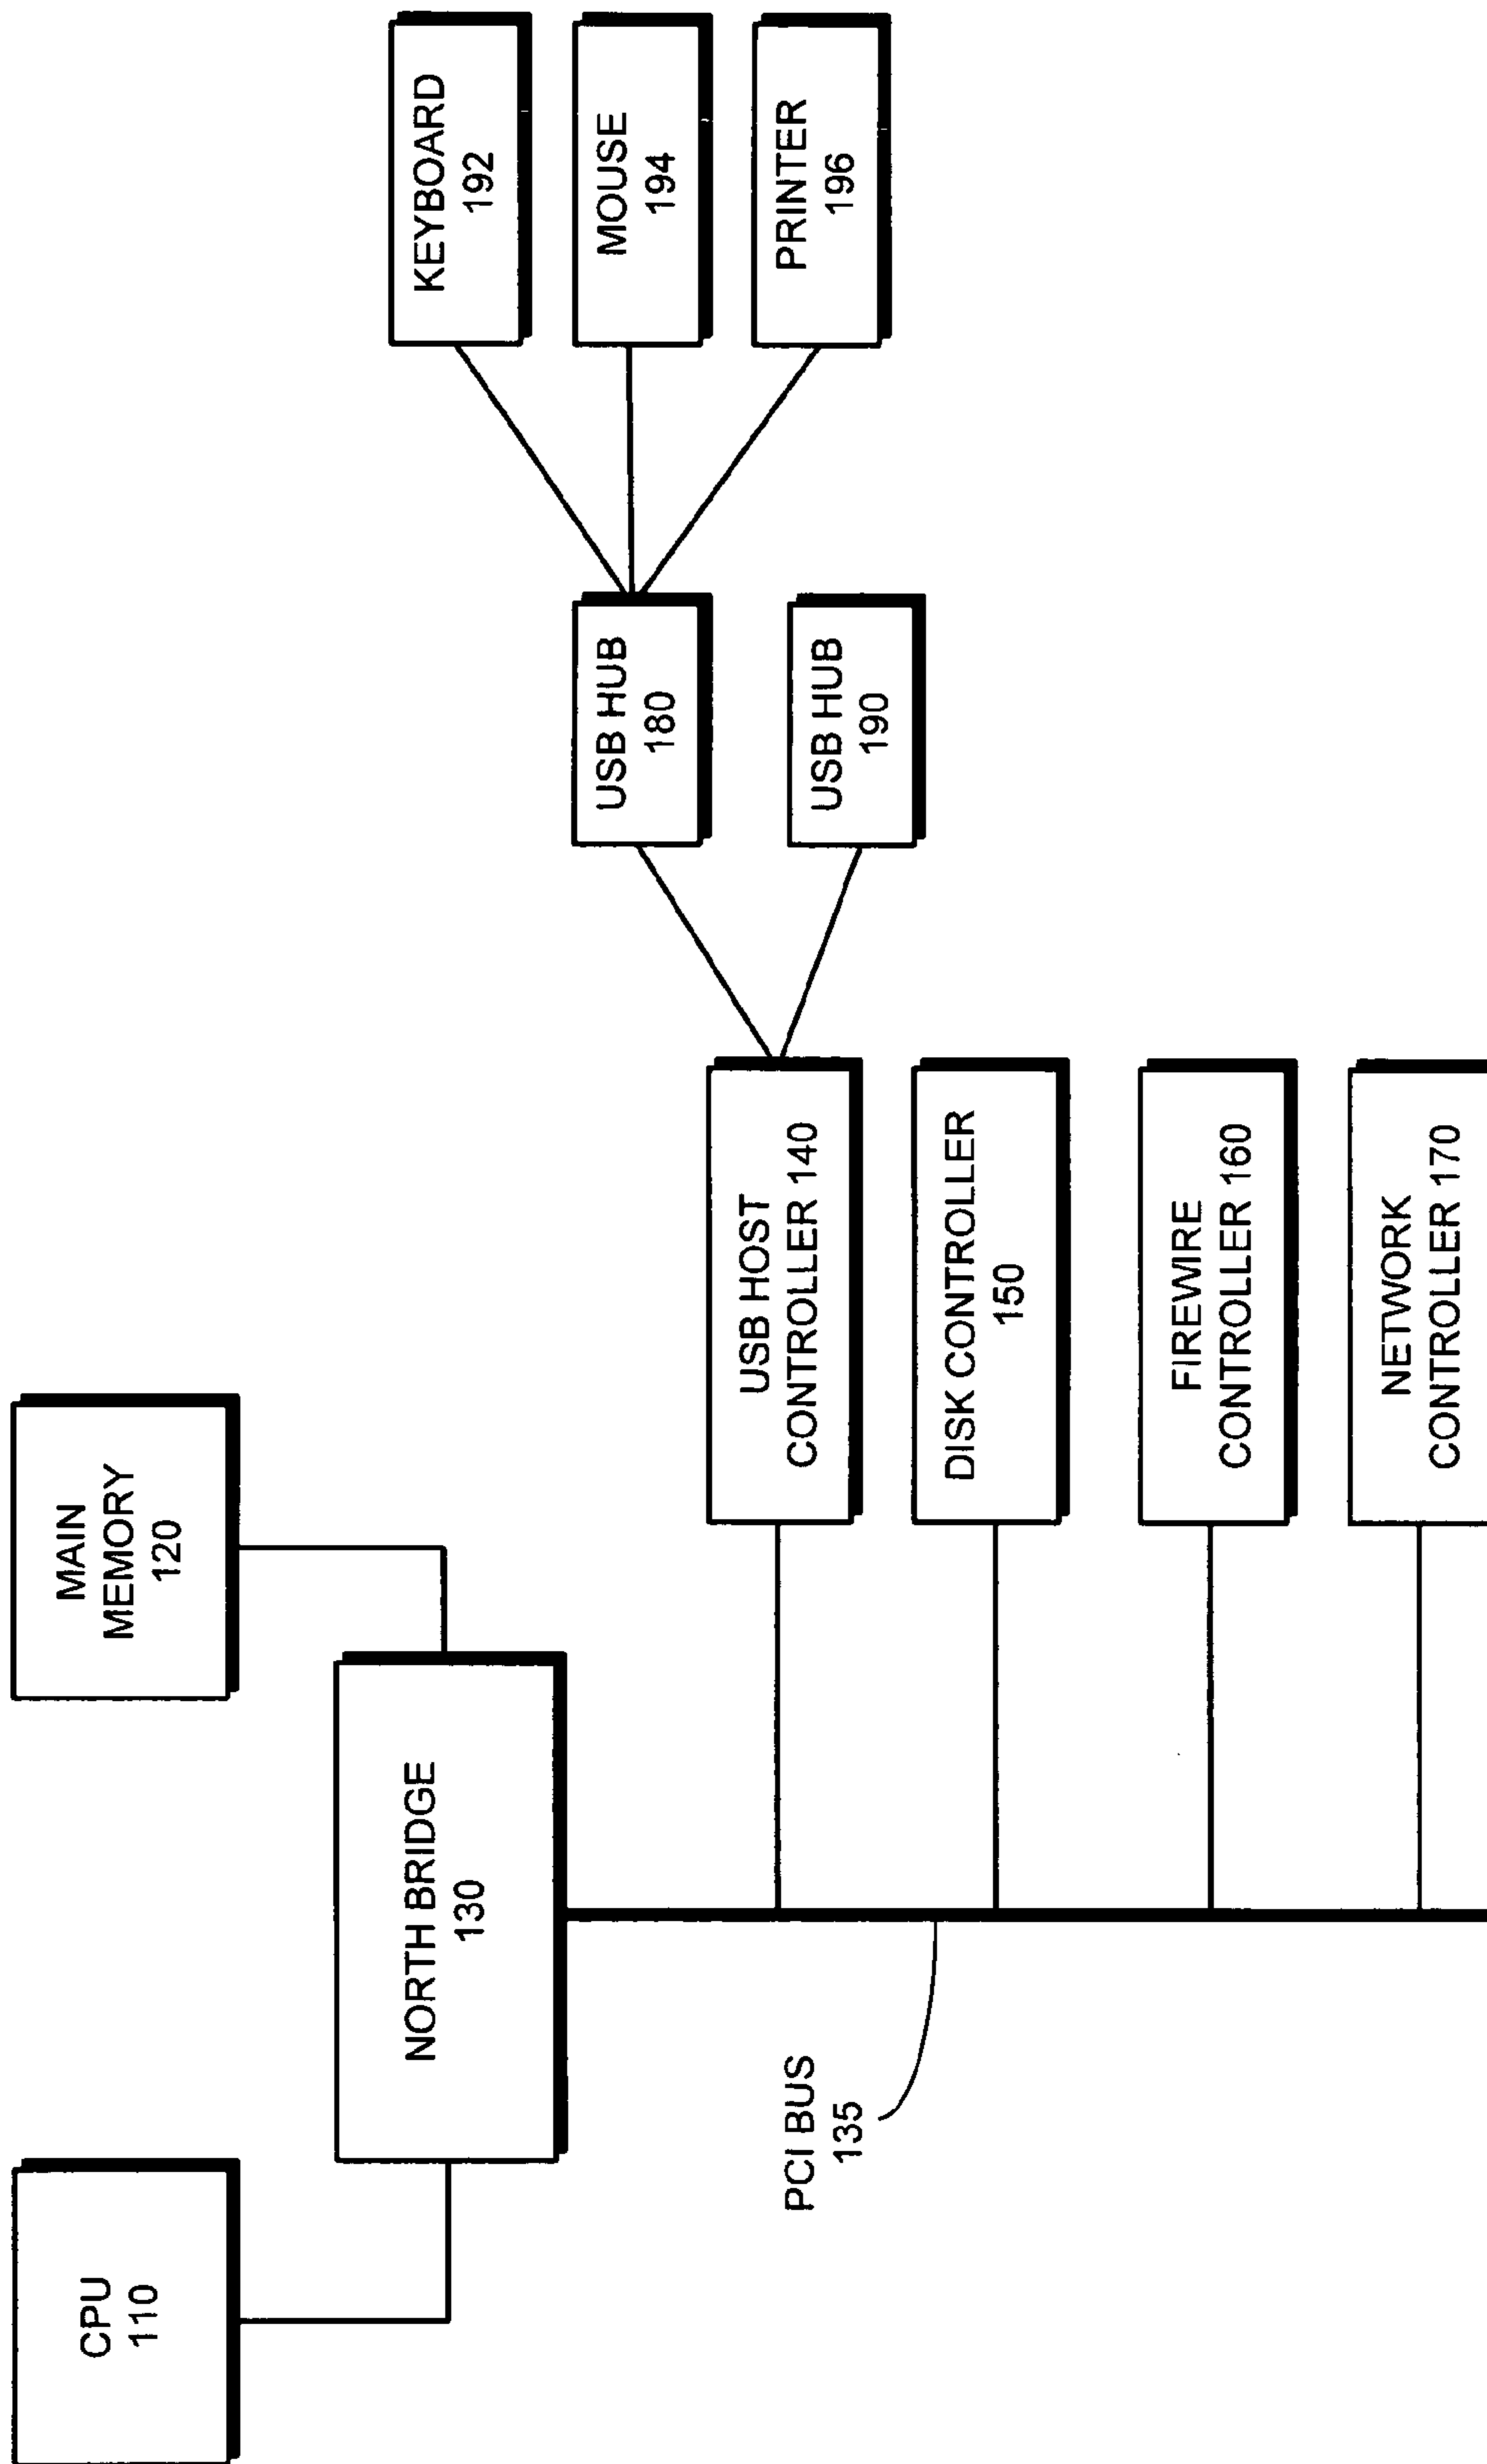 CPU
110
MAIN
MEMORY
120
NORTH BRIDGE
130
PCI BUS
135
USB HOST
CONTROLLER 140
DISK CONTROLLER
150
FIREWIRE
CONTROLLER 160
NETWORK
CONTROLLER 170
USB HUB
180
USB HUB
190
KEYBOARD
192
MOUSE
194
PRINTER
196